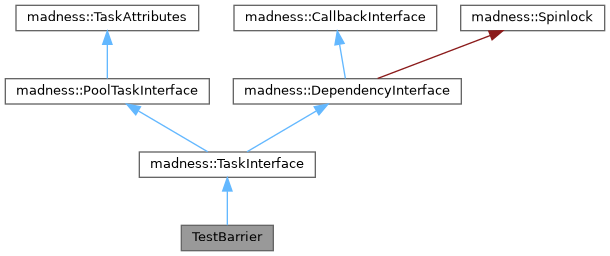 madness::TaskAttributes
madness::CallbackInterface
madness::Spinlock
madness::PoolTaskInterface
madness::DependencyInterface
madness::TaskInterface
TestBarrier